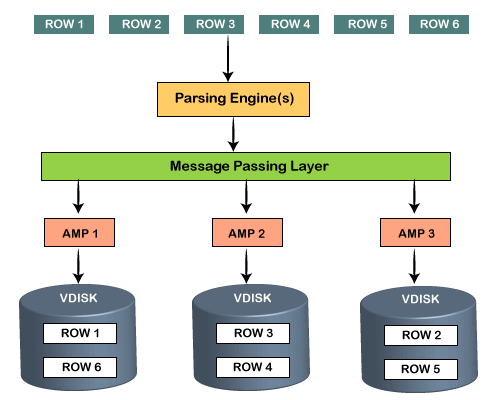 ROW 1 ROW 2 ROW 3 ROW 4 ROW 5 ROW 6
Parsing Engine(s)
Message Passing Layer
AMP 1 AMP 2 AMP 3
VDISK VDISK VDISK
ROW 1 ROW 3 ROW 2
ROW 6 ROW 4 ROW 5